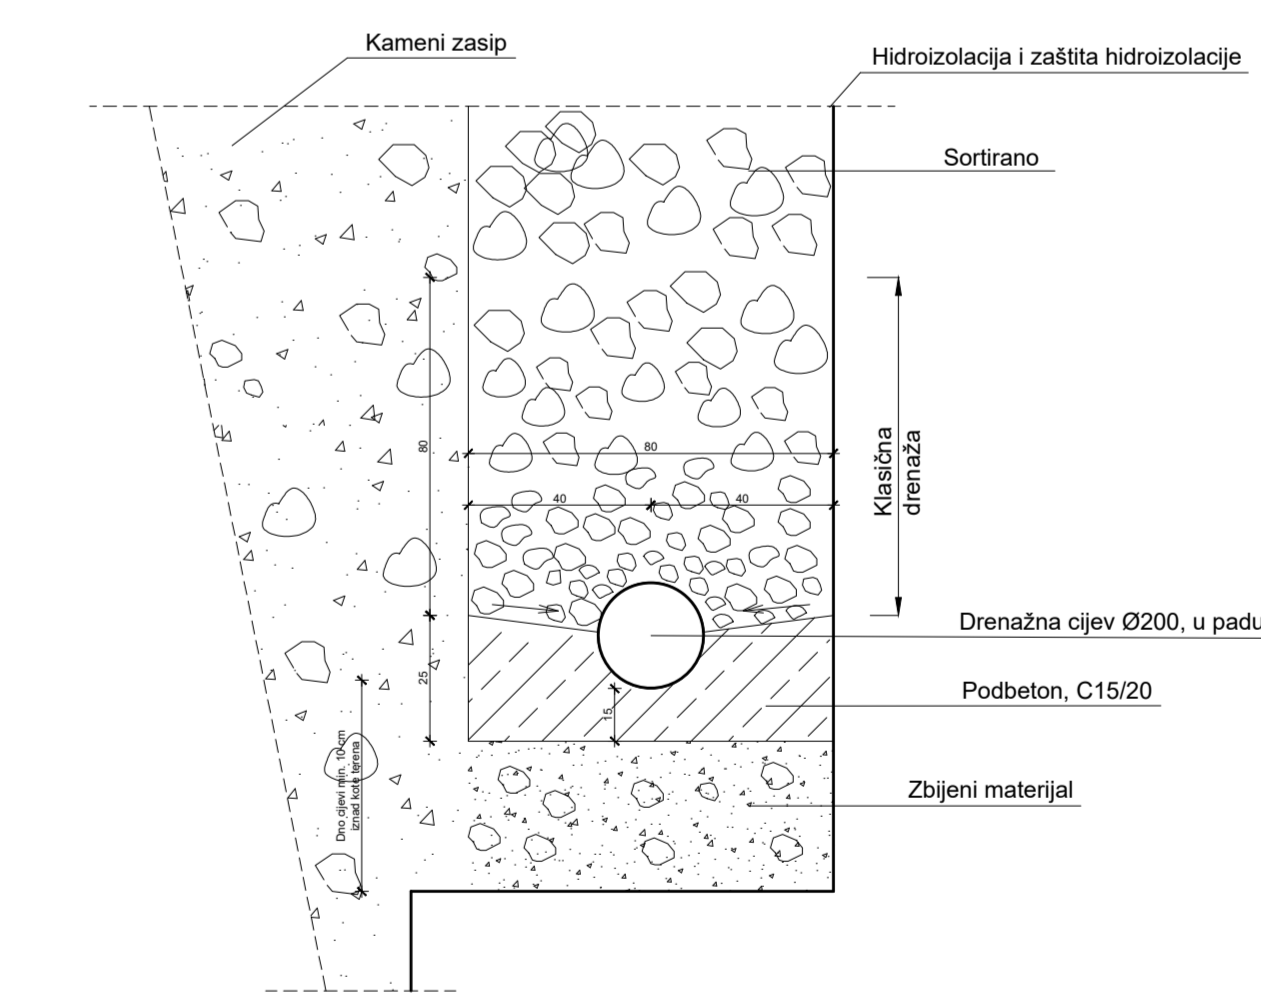 Kameni zasip
Hidroizolacija i zaštita hidroizolacije
Sortirano
80
80
40
40
Klasična
drenaža
Drenažna cijev Ø200, u padu
25
15
Podbeton, C15/20
Dno cijevi min. 10 cm
iznad kote terena
Zbijeni materijal